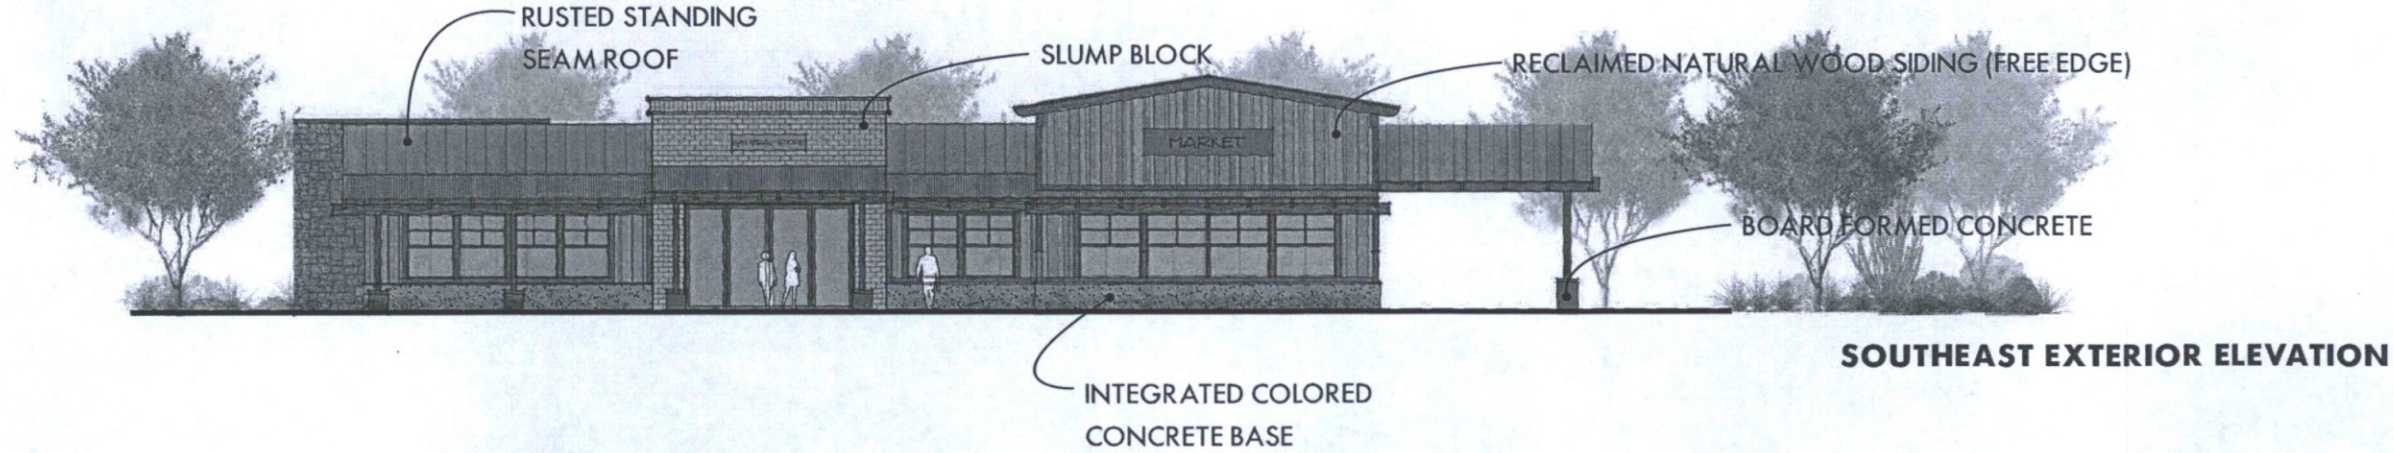 RUSTED STANDING
SEAM ROOF
SLUMP BLOCK
RECLAIMED NATURAL WOOD SIDING (FREE EDGE)
MARKET
BOARD FORMED CONCRETE
SOUTHEAST EXTERIOR ELEVATION
INTEGRATED COLORED
CONCRETE BASE